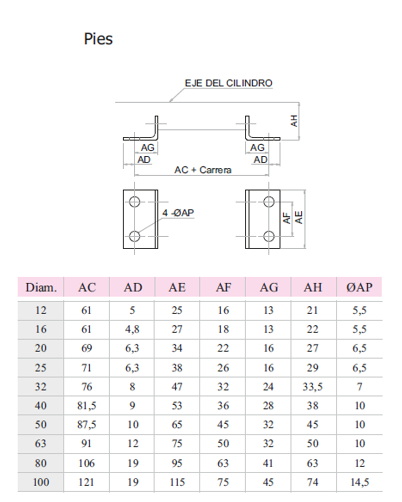 Pies
EJE DEL CILINDRO
AH
AG AG
AD AD
AC + Carrera
4 -ØAP
AF AE
Diam. AC AD AE AF AG AH ØAP
12 61 5 25 16 13 21 5,5
16 61 4,8 27 18 13 22 5,5
20 69 6,3 34 22 16 27 6,5
25 71 6,3 38 26 16 29 6,5
32 76 8 47 32 24 33,5 7
40 81,5 9 53 36 28 38 10
50 87,5 10 65 45 32 45 10
63 91 12 75 50 32 50 10
80 106 19 95 63 41 63 12
100 121 19 115 75 45 74 14,5